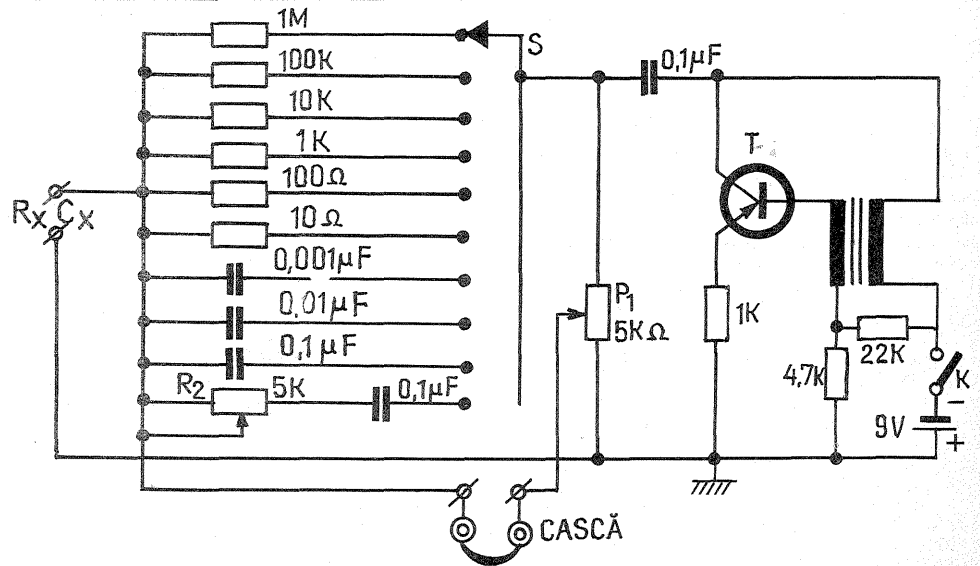 1M
S
100K
0,1µF
10K
T
1K
100Ω
Rx Cx
10Ω
0,001µF
0,01µF
P1
5KΩ
1K
0,1µF
22K
4,7K
K
R2
5K
0,1µF
9V
−
+
CASCĂ